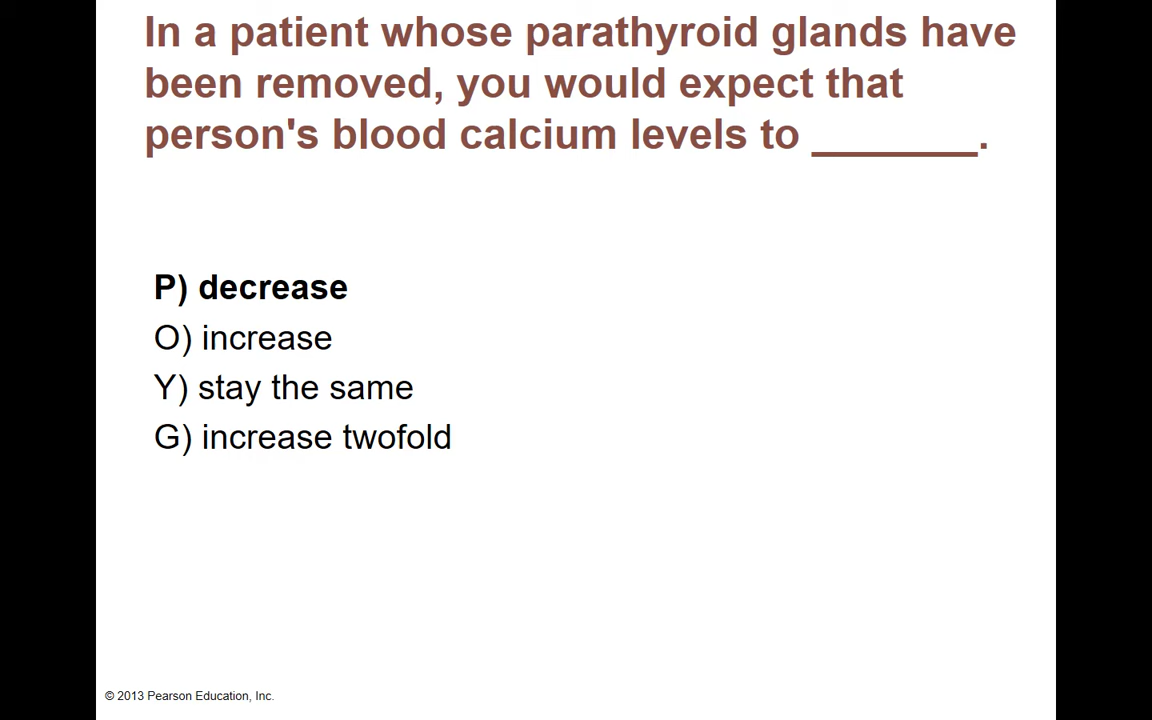 In a patient whose parathyroid glands have
been removed, you would expect that
person's blood calcium levels to _______.
P) decrease
O) increase
Y) stay the same
G) increase twofold
© 2013 Pearson Education, Inc.